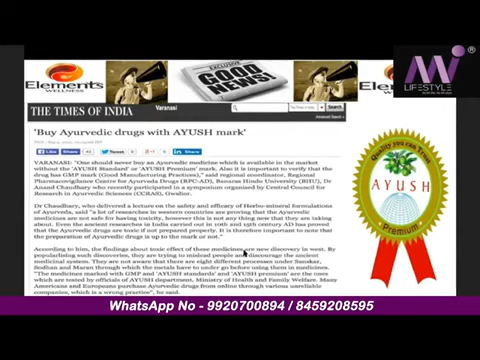 Elements
WELLNESS
EXCLUSIVE
GOOD
NEWS!
LIFESTYLE
THE TIMES OF INDIA
Varanasi
Search
'Buy Ayurvedic drugs with AYUSH mark'
Like
Share
Tweet
VARANASI: "One should never buy an Ayurvedic medicine which is available in the market
without the 'AYUSH Standard' or 'AYUSH Premium' mark. Also it is important to verify that the
drug has GMP mark (Good Manufacturing Practices)," said regional coordinator, Regional
Pharmacovigilance Centre for Ayurveda Drugs (RPC-AD), Banaras Hindu University (BHU), Dr
Anand Chaudhary who recently participated in a symposium organised by Central Council for
Research in Ayurvedic Sciences (CCRAS), Gwalior.
Dr Chaudhary, who delivered a lecture on the safety and efficacy of Herbo-mineral formulations
of Ayurveda, said "a lot of researches in western countries are proving that the Ayurvedic
medicines are not safe for having toxicity, however this is not any thing new that they are taking
about. Even the ancient researches in India carried out in 10th and 15th century AD has proved
that the Ayurvedic drugs are toxic if not prepared properly. It is therefore important to note that
the preparation of Ayurvedic drugs is up to the mark or not."
According to him, the findings about toxic effect of these medicines are new discovery in west. By
popularising such discoveries, they are trying to mislead people and discourage the ancient
medicinal system. They are not aware that there are eight different processes under Sanskar,
Sodhan and Maran through which the metals have to under go before using them in medicines.
"The medicines marked with GMP and 'AYUSH standards' and 'AYUSH premium' are the ones
which are tested by officials of AYUSH department, Ministry of Health and Family Welfare. Many
Americans and Europeans purchase Ayurvedic drugs from online through various unreliable
companies, which is a wrong practice", he said.
Quality you can trust
AYUSH
Premium
WhatsApp No - 9920700894 / 8459208595